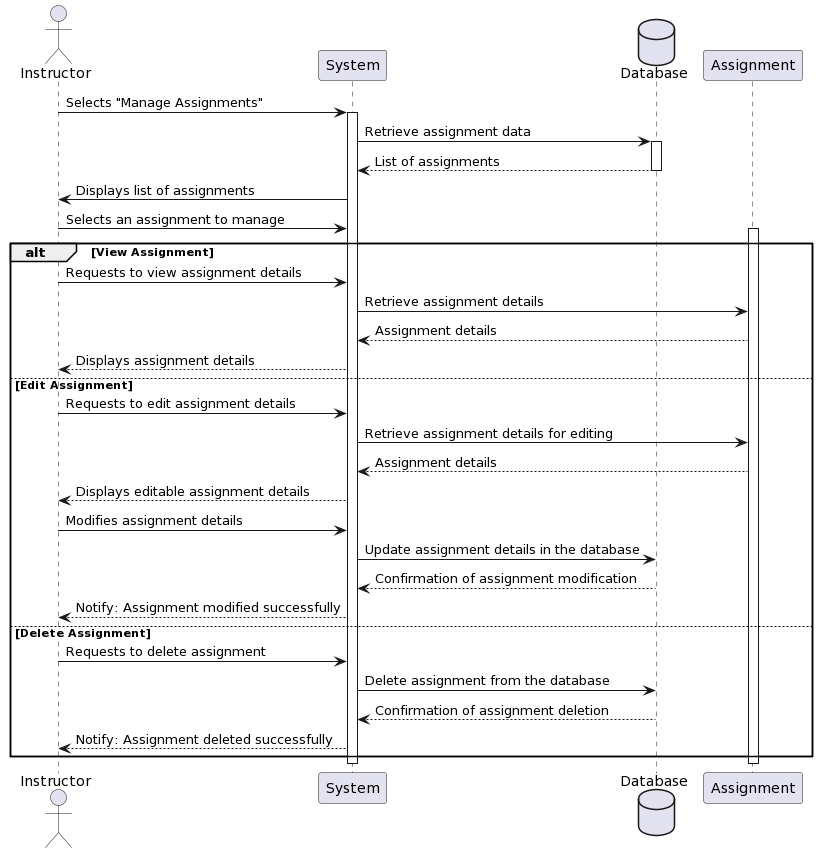 Instructor
System
Database
Assignment
Selects "Manage Assignments"
Retrieve assignment data
List of assignments
Displays list of assignments
Selects an assignment to manage
alt [View Assignment]
Requests to view assignment details
Retrieve assignment details
Assignment details
Displays assignment details
[Edit Assignment]
Requests to edit assignment details
Retrieve assignment details for editing
Assignment details
Displays editable assignment details
Modifies assignment details
Update assignment details in the database
Confirmation of assignment modification
Notify: Assignment modified successfully
[Delete Assignment]
Requests to delete assignment
Delete assignment from the database
Confirmation of assignment deletion
Notify: Assignment deleted successfully
Instructor
System
Database
Assignment